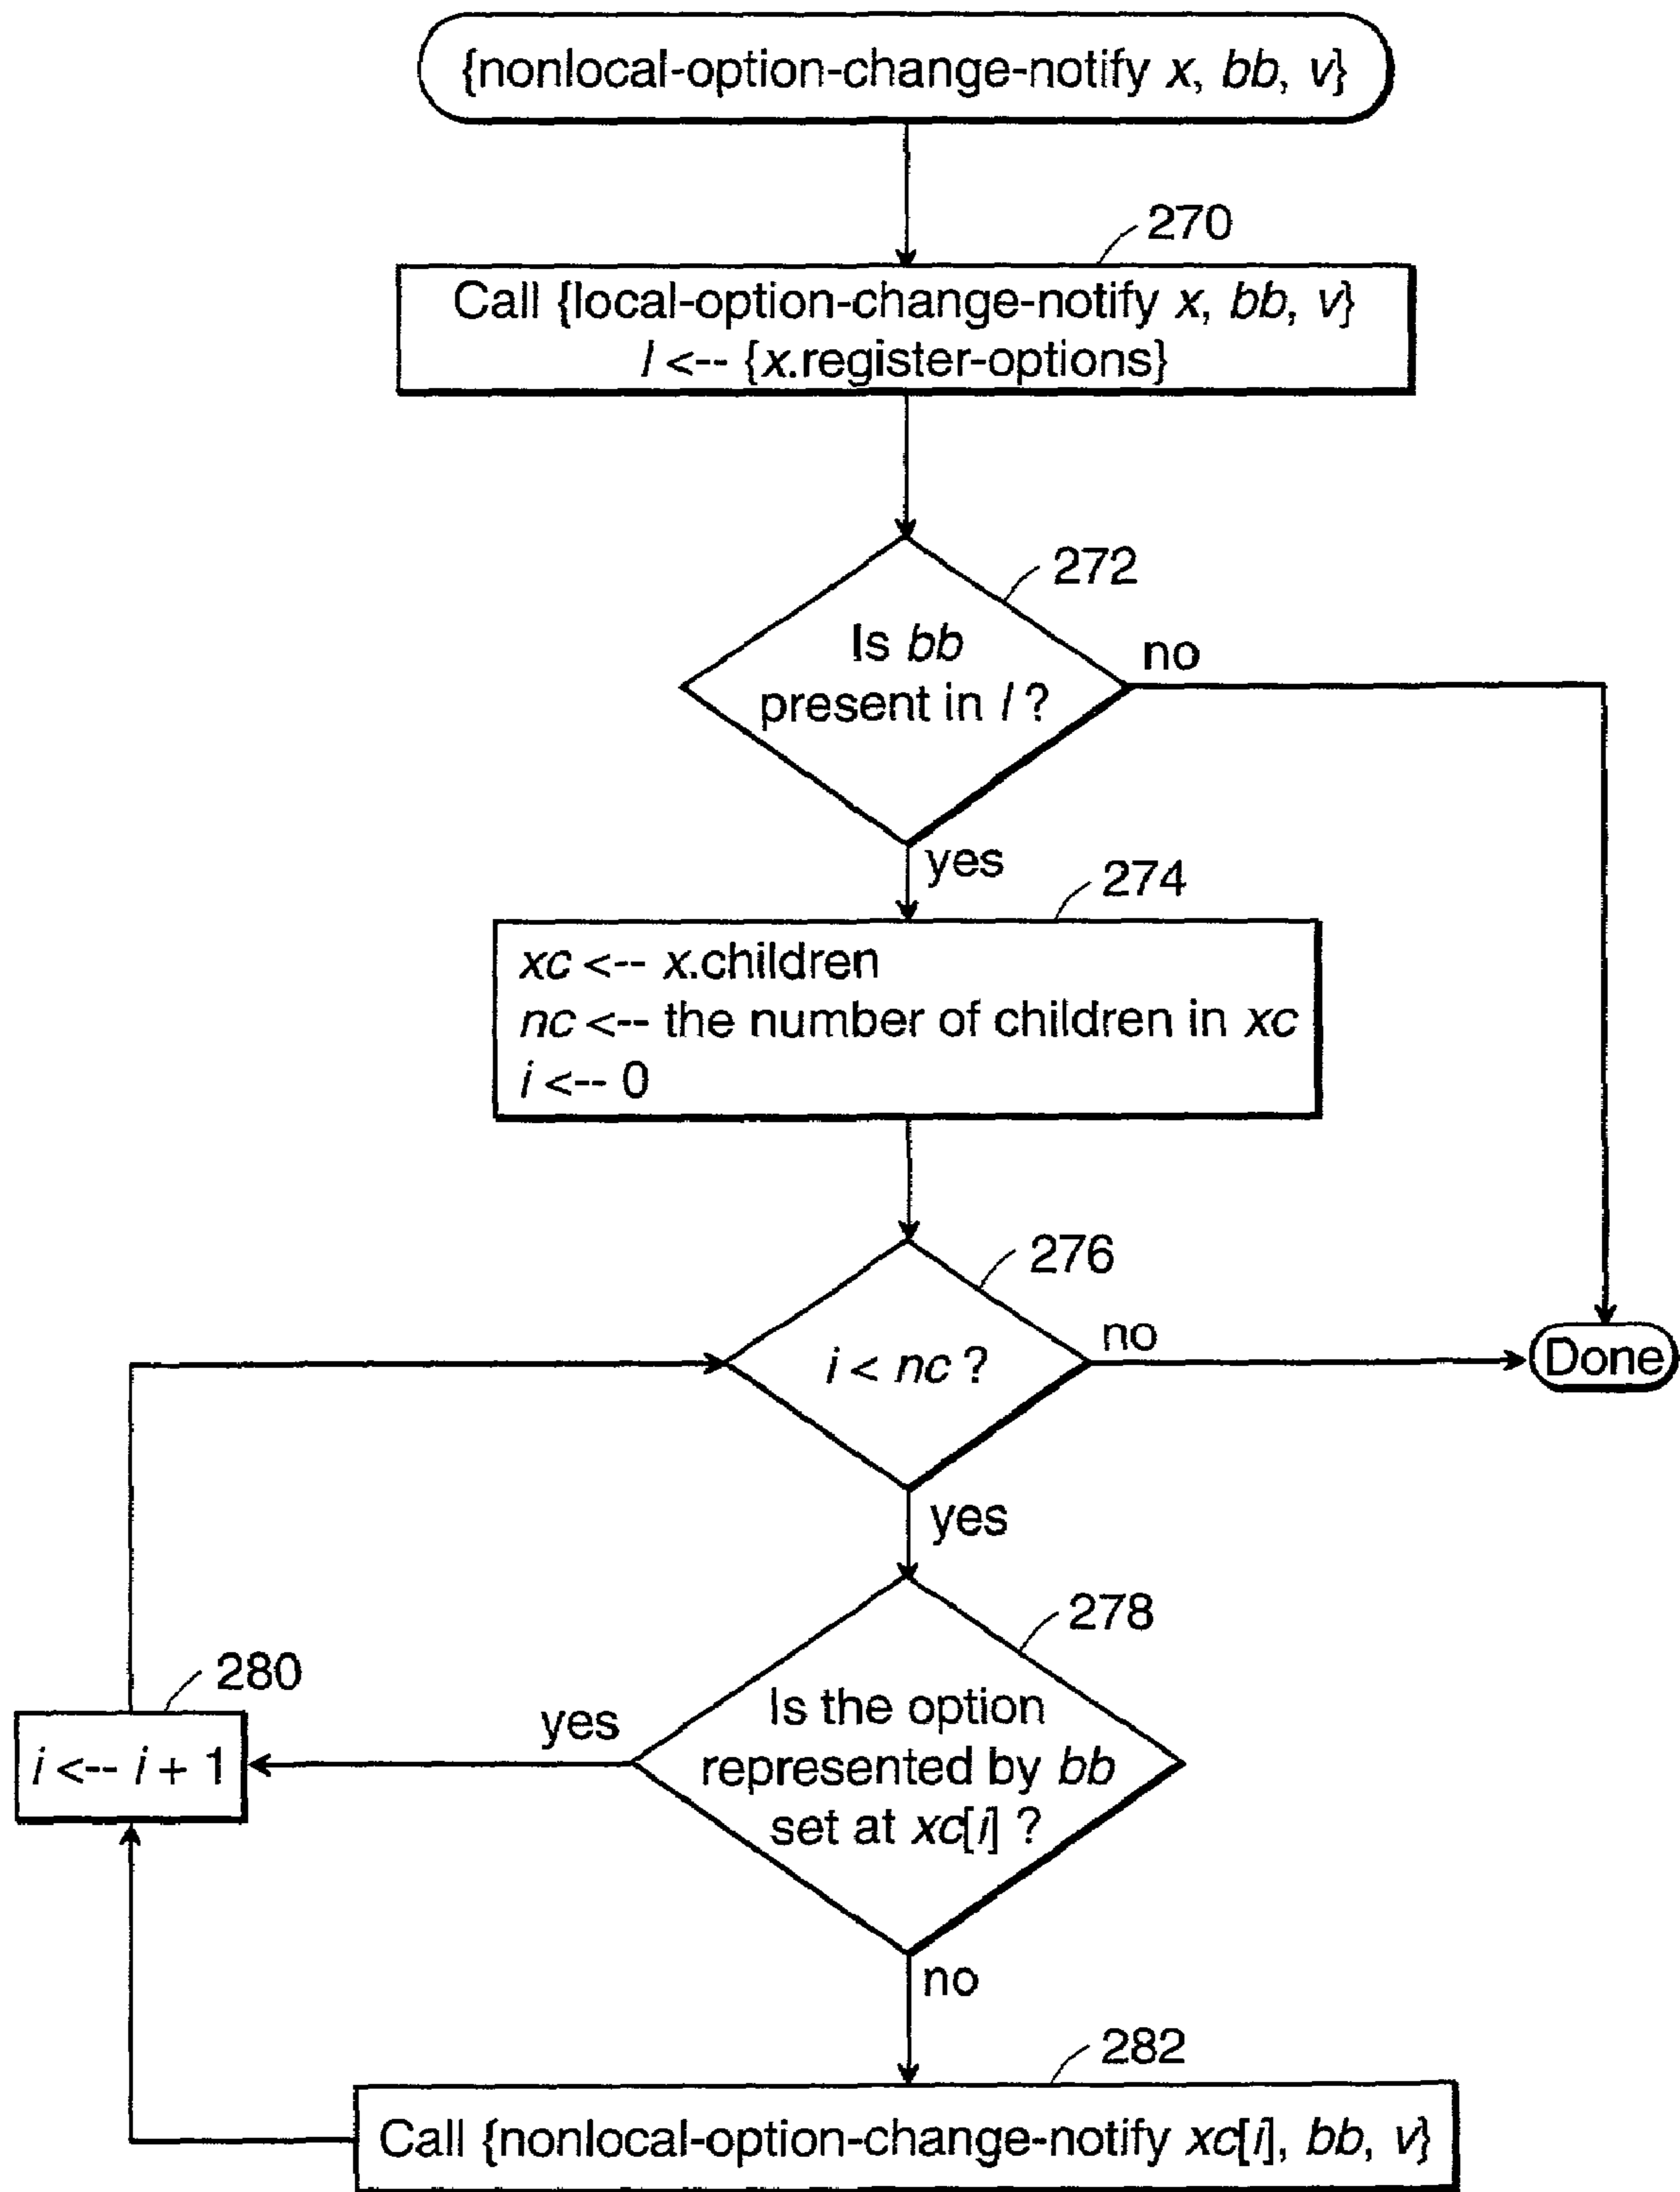 {nonlocal-option-change-notify x, bb, v}
270
Call {local-option-change-notify x, bb, v}
l <-- {x.register-options}
272
Is bb
present in l ?
no
yes
274
xc <-- x.children
nc <-- the number of children in xc
i <-- 0
276
i < nc ?
no
Done
yes
278
Is the option
represented by bb
set at xc[i] ?
yes
280
i <-- i + 1
no
282
Call {nonlocal-option-change-notify xc[i], bb, v}